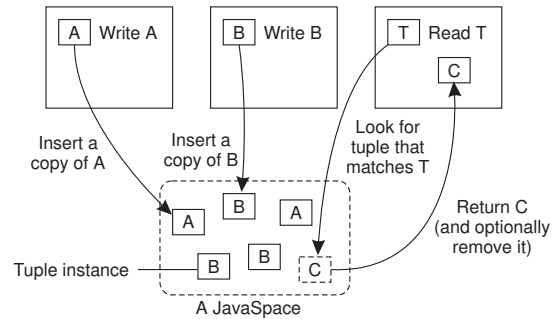 A Write A
B Write B
T Read T
C
Insert a
copy of A
Insert a
copy of B
Look for
tuple that
matches T
A
B
A
B
B
C
Return C
(and optionally
remove it)
Tuple instance
A JavaSpace